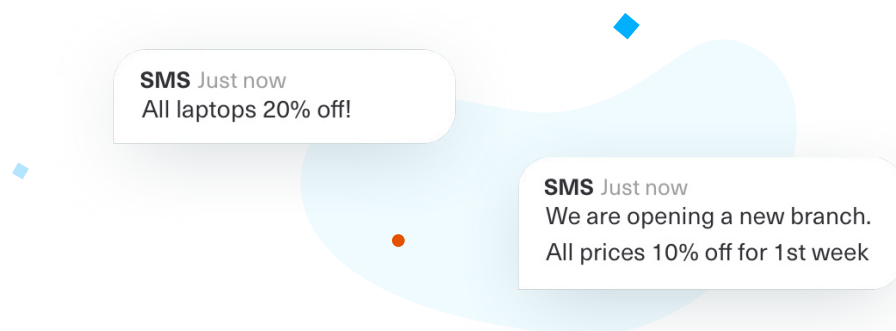 SMS Just now
All laptops 20% off!
SMS Just now
We are opening a new branch.
All prices 10% off for 1st week